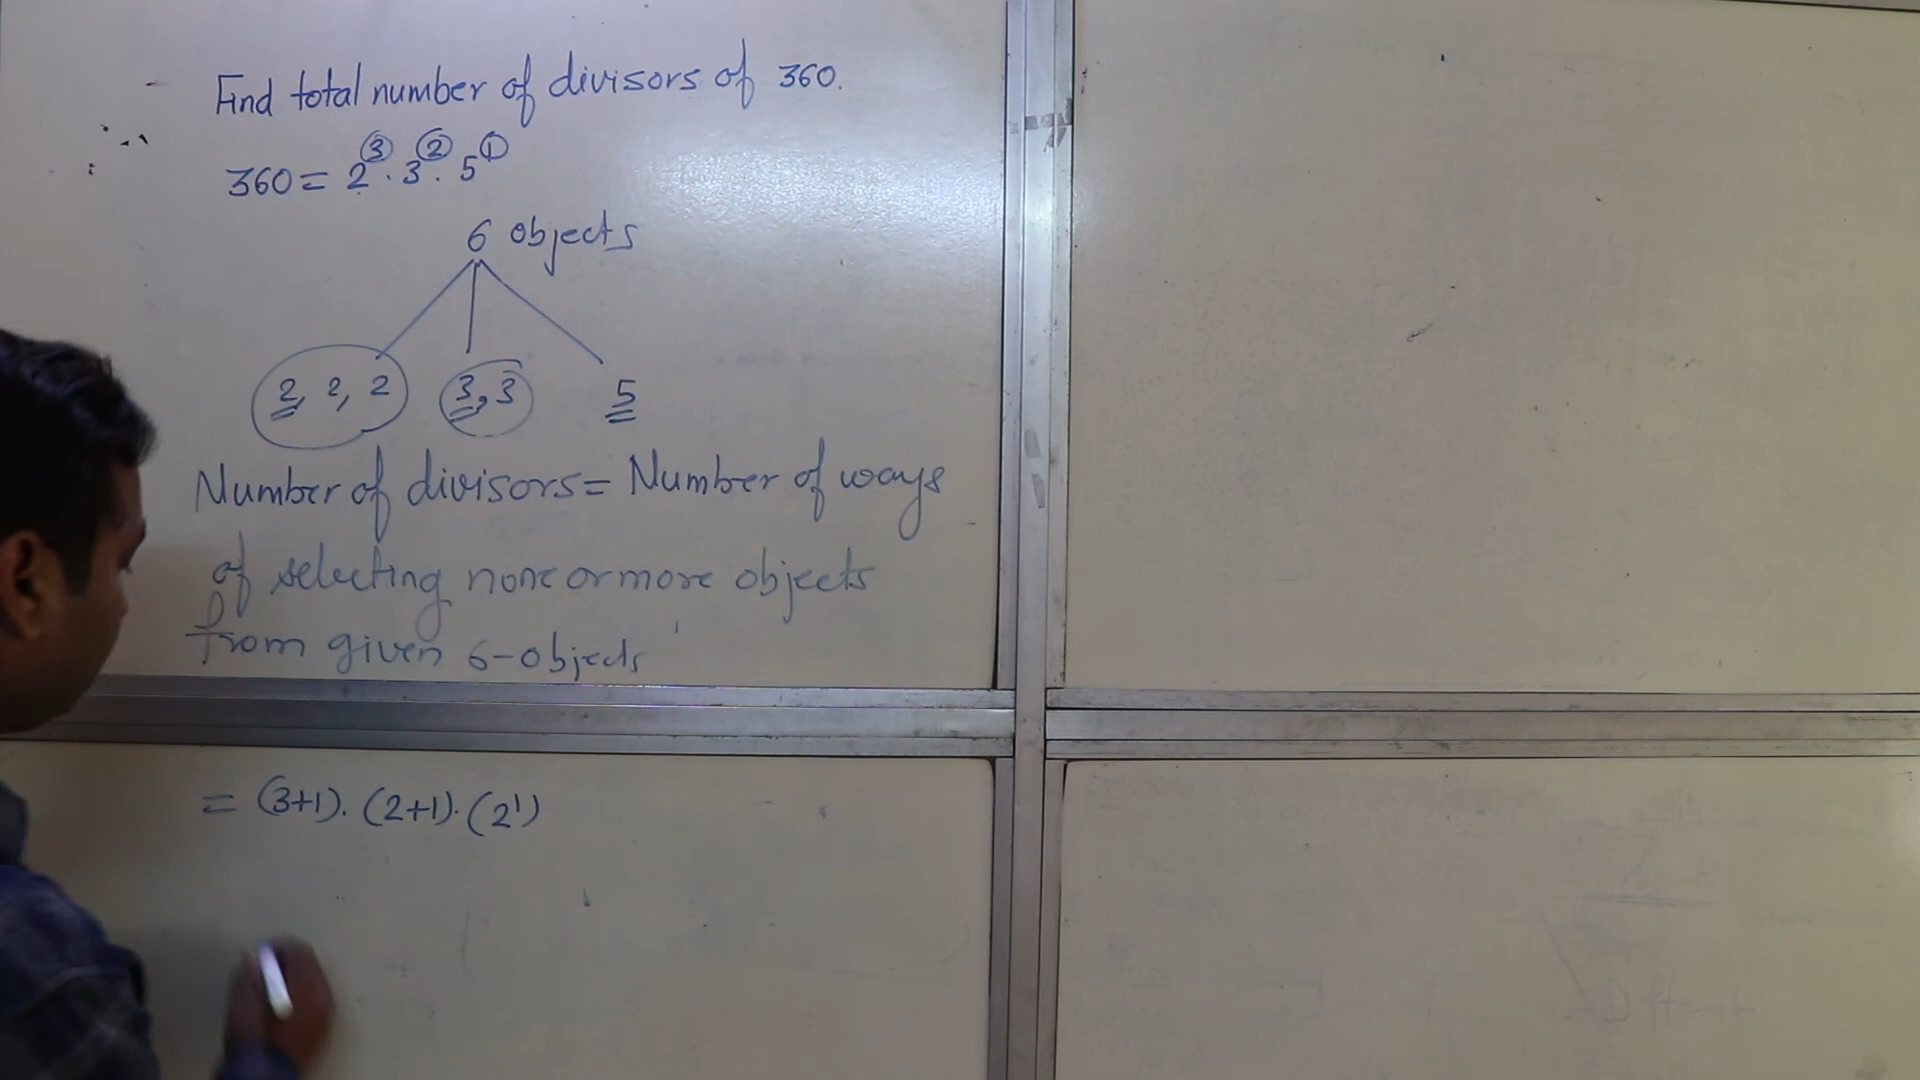 Find total number of divisors of 360.
360 = 2³ · 3² · 5¹
6 objects
2, 2, 2 3, 3 5
Number of divisors = Number of ways
of selecting none or more objects
from given 6-objects
= (3+1). (2+1). (2¹)